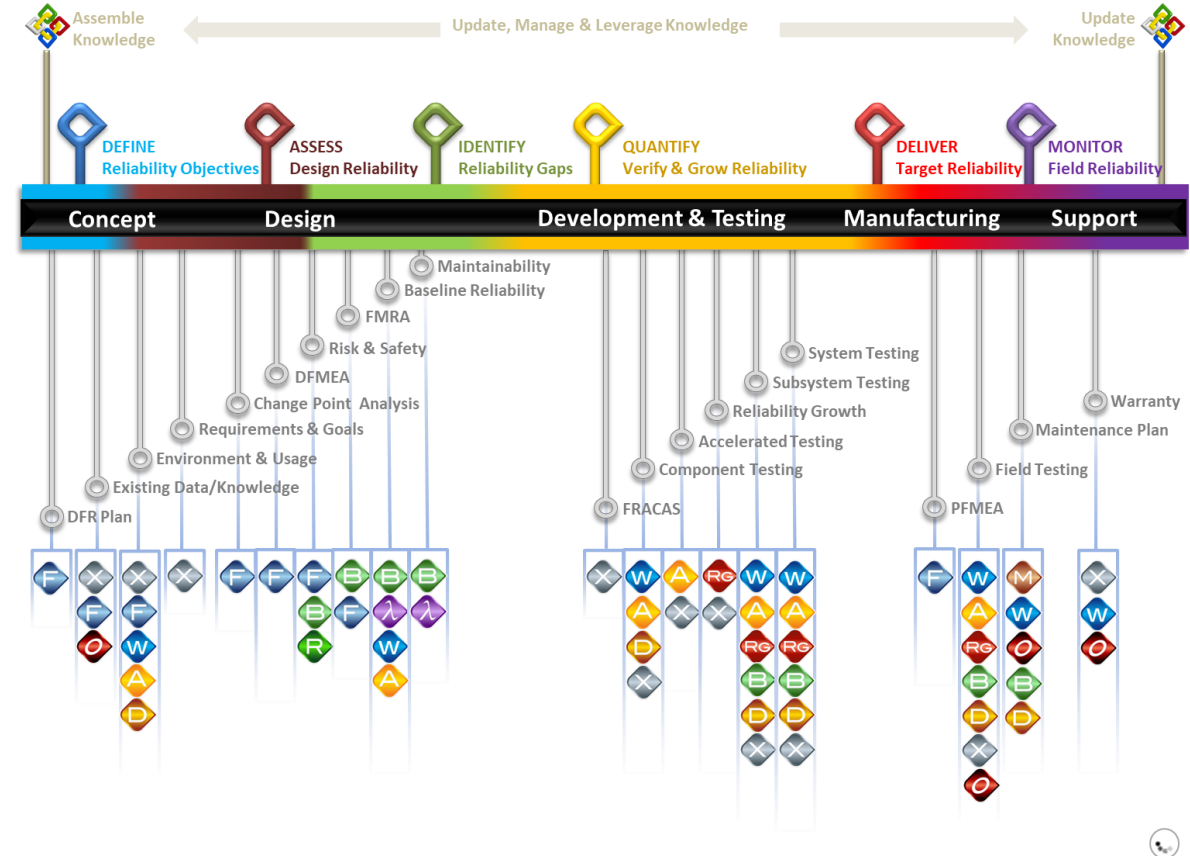 Assemble
Knowledge
Update, Manage & Leverage Knowledge
Update
Knowledge
DEFINE
Reliability Objectives
ASSESS
Design Reliability
IDENTIFY
Reliability Gaps
QUANTIFY
Verify & Grow Reliability
DELIVER
Target Reliability
MONITOR
Field Reliability
Concept
Design
Development & Testing
Manufacturing
Support
Maintainability
Baseline Reliability
FMRA
Risk & Safety
DFMEA
Change Point Analysis
Requirements & Goals
Environment & Usage
Existing Data/Knowledge
DFR Plan
System Testing
Subsystem Testing
Reliability Growth
Accelerated Testing
Component Testing
FRACAS
Warranty
Maintenance Plan
Field Testing
PFMEA
F X X X F F F B B B X W A RG W W F W M X
F F B F λ λ A X X A A A W W
O W R W D RG RG RG O O
A A X B B B B
D D D D D
X X X
O